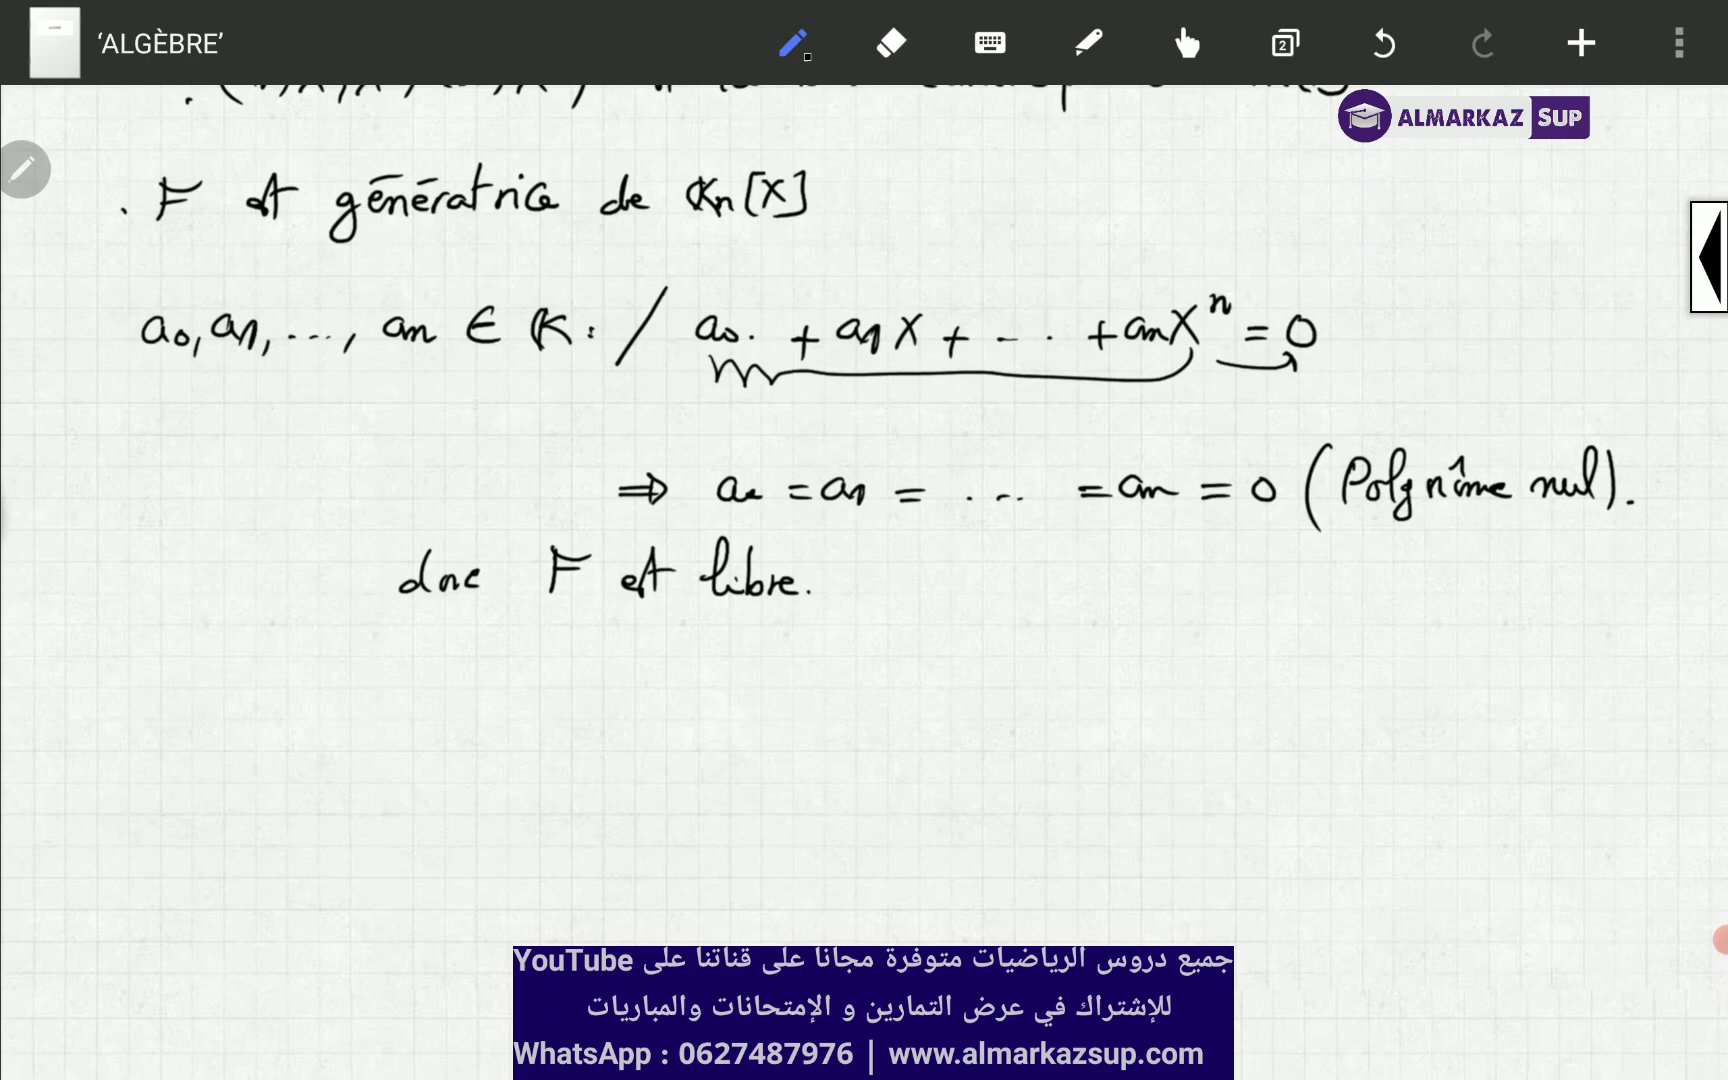 ‘ALGÈBRE’
2
ALMARKAZ SUP
. F est génératrice de Kn[X]
a0, a1, ..., an ∈ K : / a0. + a1X + - .. + anX^n = 0
⇒ a0 = a1 = ... = an = 0 (Polynôme nul).
donc F est libre.
جميع دروس الرياضيات متوفرة مجانا على قناتنا على YouTube
للإشتراك في عرض التمارين و الإمتحانات والمباريات
WhatsApp : 0627487976 | www.almarkazsup.com